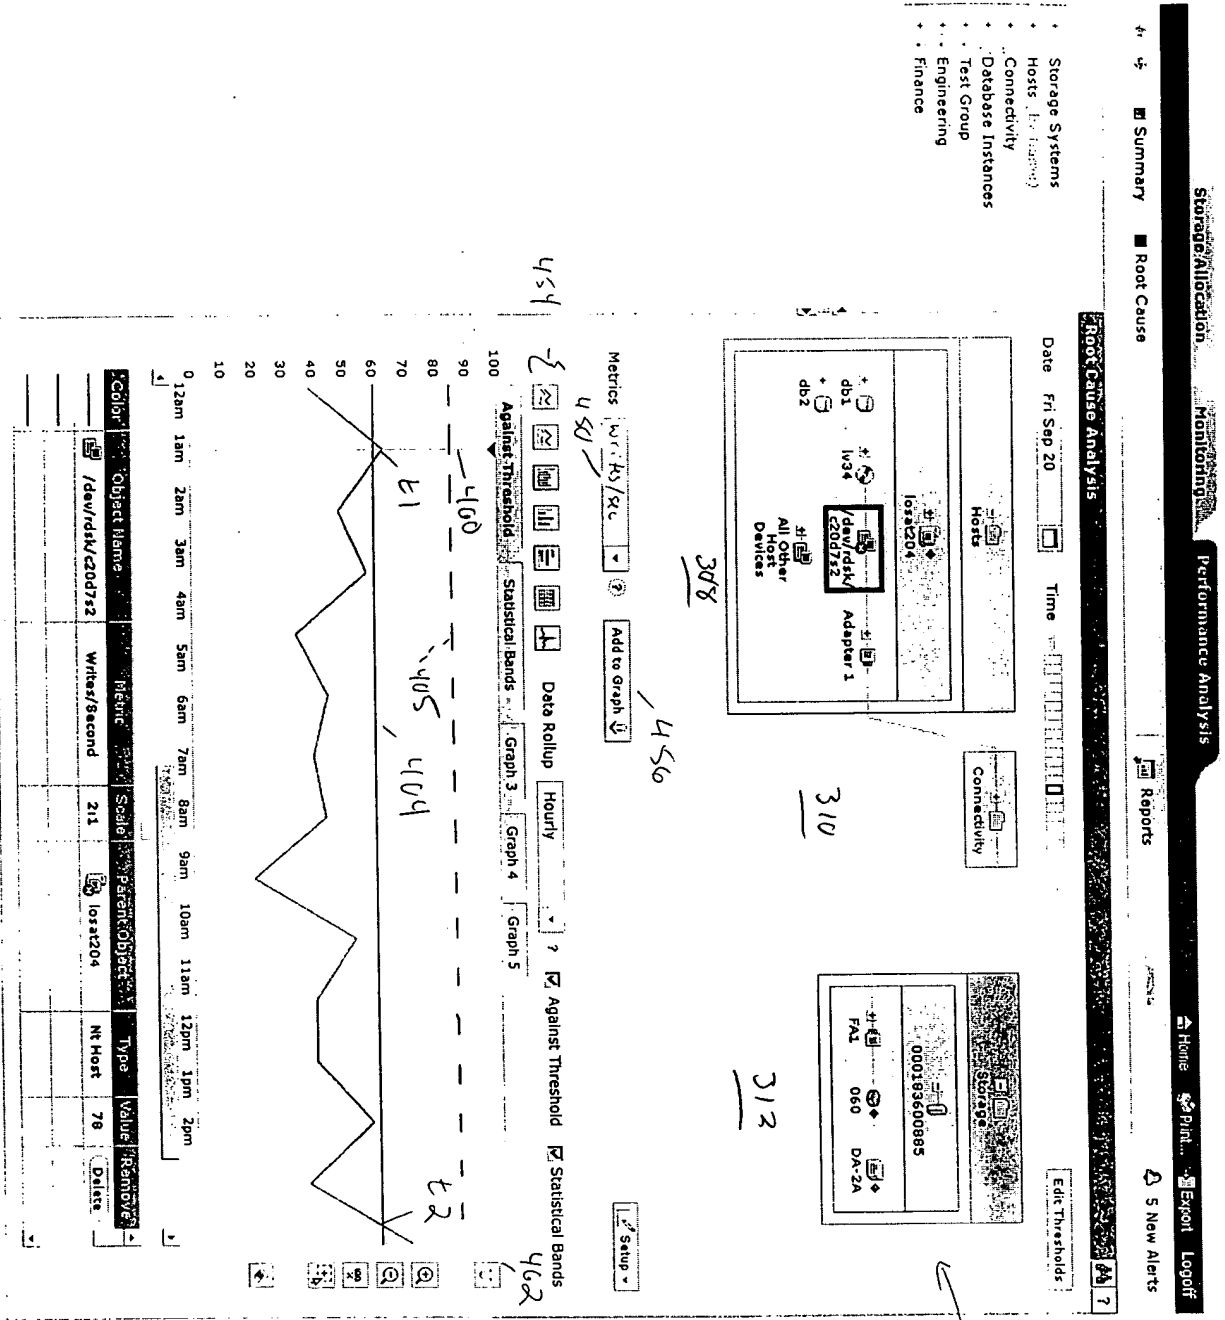 Storage Allocation Monitoring Performance Analysis Home Print... Export Logoff
Summary Root Cause Reports 5 New Alerts
Root Cause Analysis ?
+ Storage Systems
+ Hosts
+ Connectivity
+ Database Instances
+ Test Group
+ Engineering
+ Finance
Date Fri Sep 20 Time Edit Thresholds
Hosts
losat204
db1
db2
lv34
/dev/rdsk/
c20d7s2
Adapter 1
All Other
Host
Devices
308
Connectivity
310
Storage
000183600885
FA1 060 DA-2A
312
Metrics Writes/sec Add to Graph Setup
450
456
454
Data Rollup Hourly ? Against Threshold Statistical Bands
462
Against Threshold Statistical Bands Graph 3 Graph 4 Graph 5
100
90
80
70
60
50
40
30
20
10
0
460
405
404
t1
t2
12am 1am 2am 3am 4am 5am 6am 7am 8am 9am 10am 11am 12pm 1pm 2pm
Color Object Name Metric Scale Parent Object Type Value Remove
/dev/rdsk/c20d7s2 Writes/Second 2:1 losat204 Nt Host 78 Delete